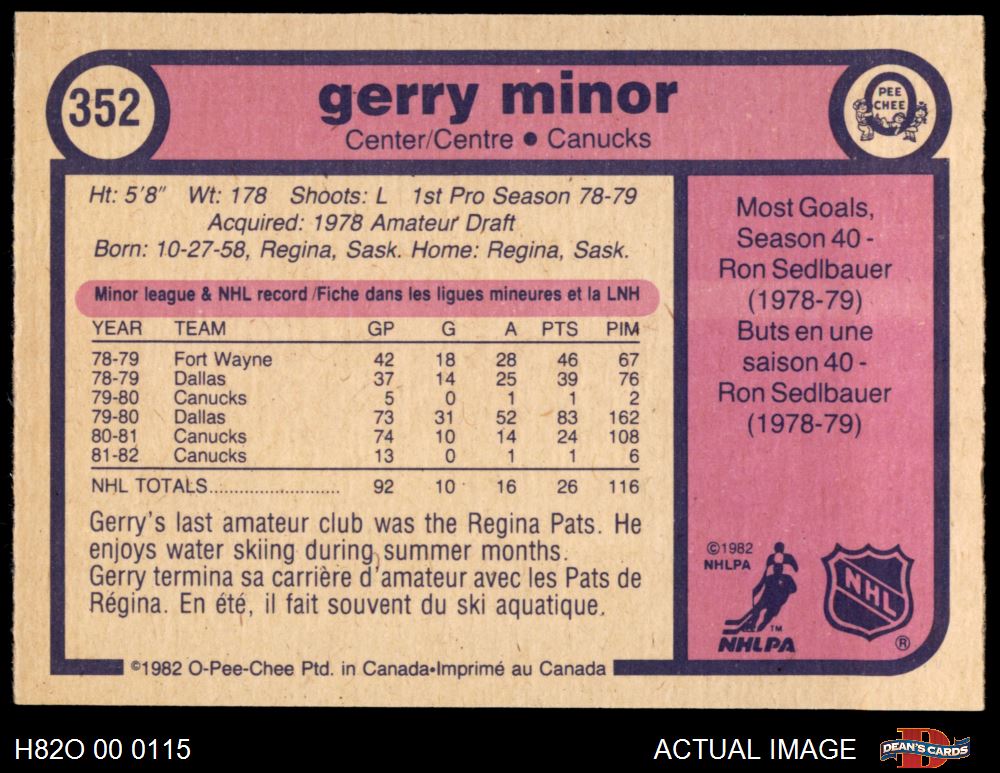 352
gerry minor
Center/Centre • Canucks
O
PEE
CHEE
Ht: 5'8" Wt: 178 Shoots: L 1st Pro Season 78-79
Acquired: 1978 Amateur Draft
Born: 10-27-58, Regina, Sask. Home: Regina, Sask.
Minor league & NHL record /Fiche dans les ligues mineures et la LNH
YEAR TEAM GP G A PTS PIM
78-79 Fort Wayne 42 18 28 46 67
78-79 Dallas 37 14 25 39 76
79-80 Canucks 5 0 1 1 2
79-80 Dallas 73 31 52 83 162
80-81 Canucks 74 10 14 24 108
81-82 Canucks 13 0 1 1 6
NHL TOTALS........................... 92 10 16 26 116
Gerry's last amateur club was the Regina Pats. He
enjoys water skiing during summer months.
Gerry termina sa carrière d'amateur avec les Pats de
Régina. En été, il fait souvent du ski aquatique.
©1982 O-Pee-Chee Ptd. in Canada•Imprimé au Canada
Most Goals,
Season 40 -
Ron Sedlbauer
(1978-79)
Buts en une
saison 40 -
Ron Sedlbauer
(1978-79)
©1982
NHLPA
TM
NHLPA
NHL
®
H82O 00 0115
ACTUAL IMAGE
DEAN'S CARDS